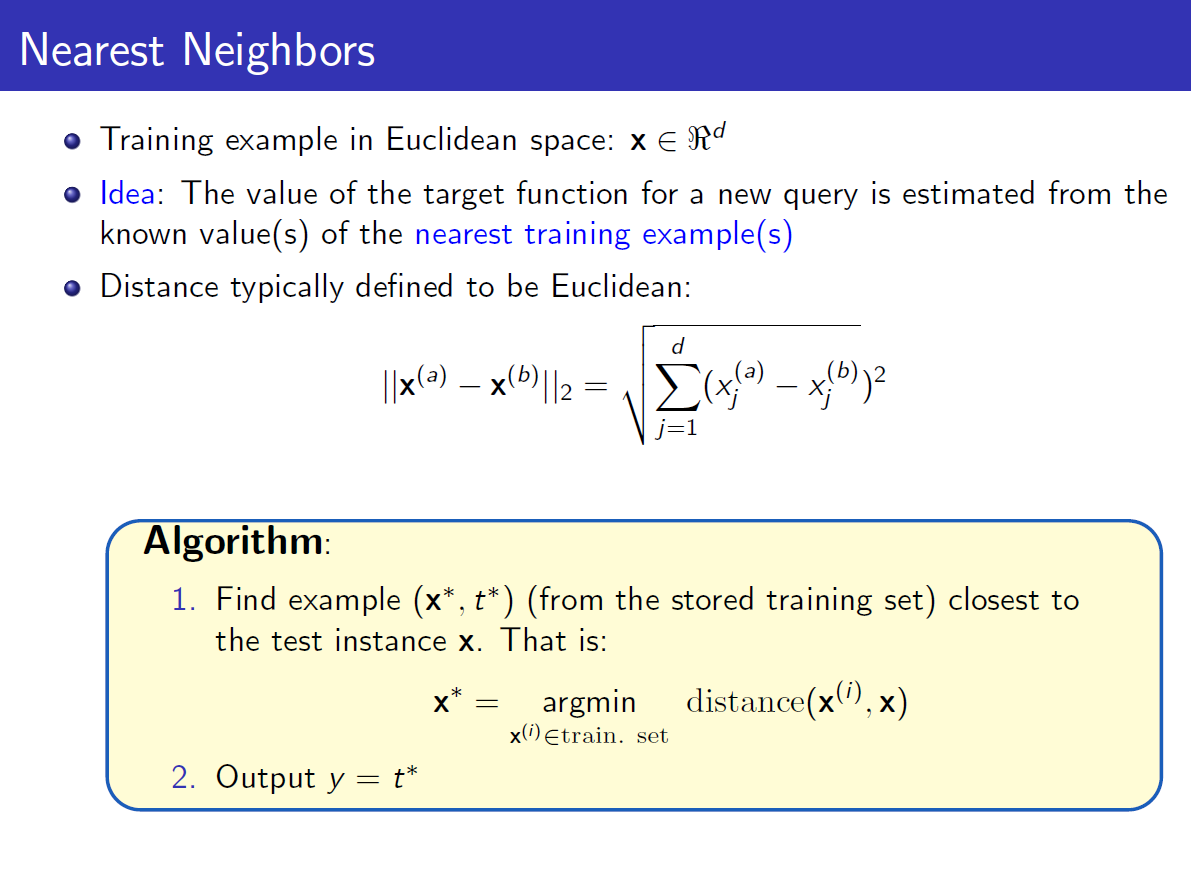 Nearest Neighbors
Training example in Euclidean space: x ∈ ℜ^d
Idea: The value of the target function for a new query is estimated from the
known value(s) of the nearest training example(s)
Distance typically defined to be Euclidean:
||x^(a) − x^(b)||_2 = √(∑_{j=1}^{d} (x_j^(a) − x_j^(b))^2)
Algorithm:
1. Find example (x*, t*) (from the stored training set) closest to
the test instance x. That is:
x* = argmin_{x^(i) ∈ train. set} distance(x^(i), x)
2. Output y = t*